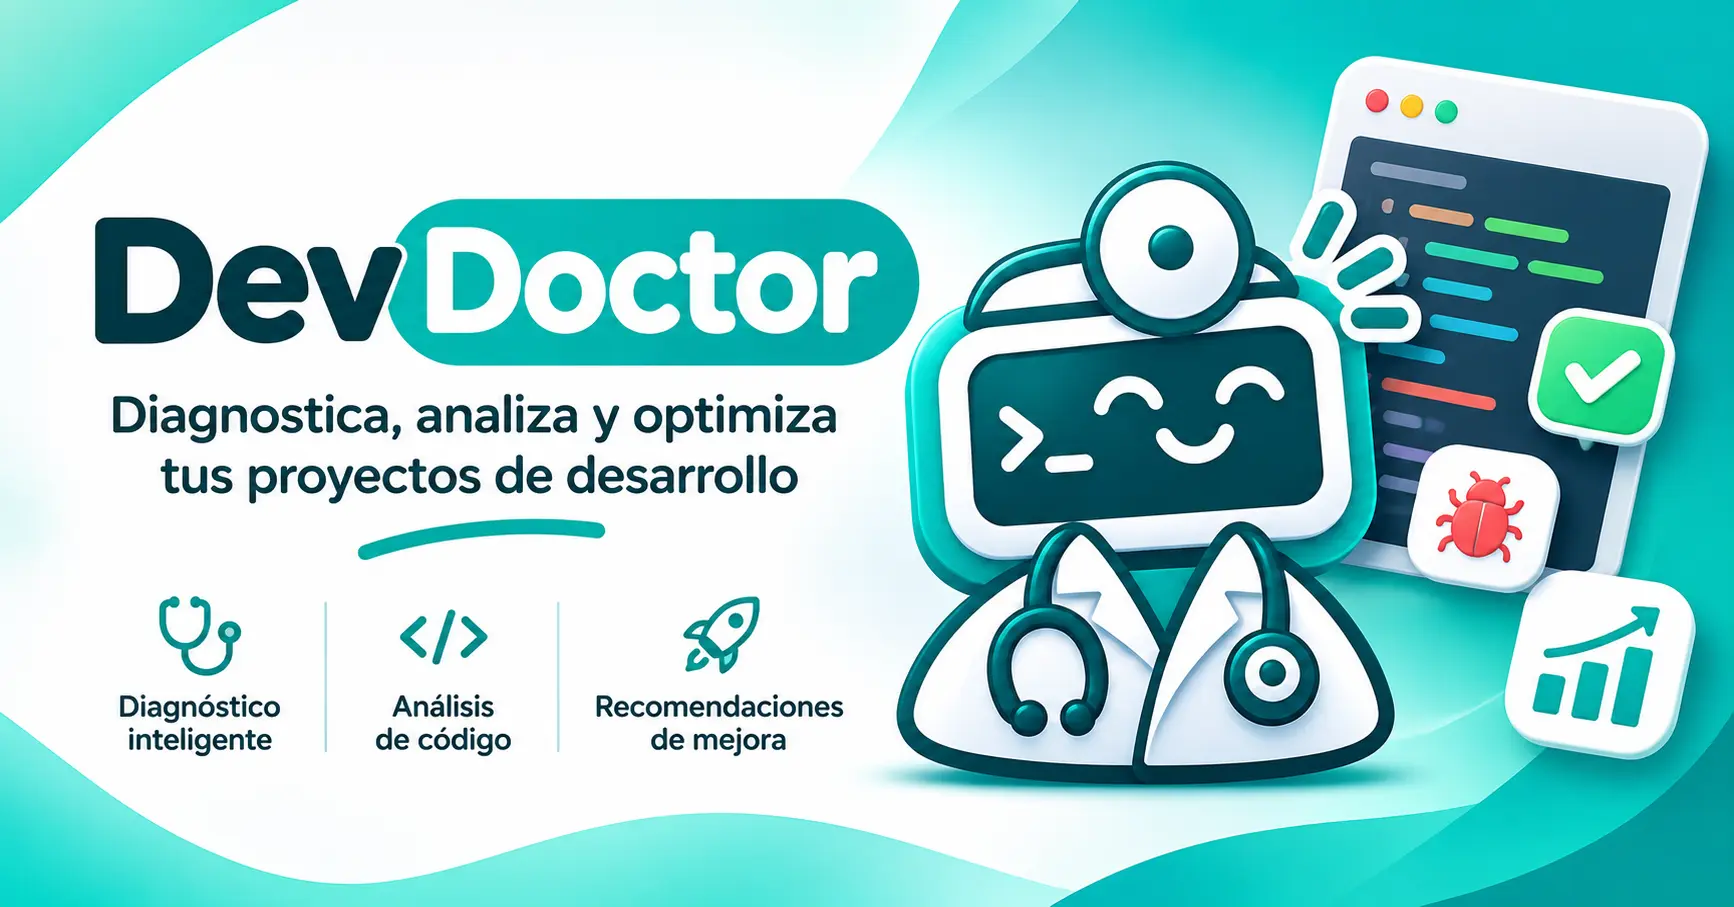 DevDoctor
Diagnostica, analiza y optimiza
tus proyectos de desarrollo
Diagnóstico
inteligente
Análisis
de código
Recomendaciones
de mejora